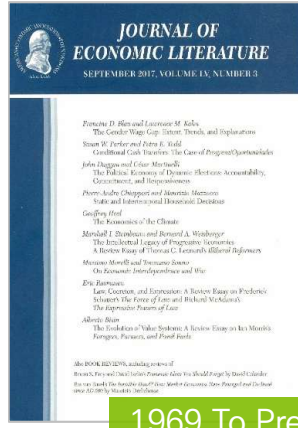 JOURNAL OF
ECONOMIC LITERATURE
SEPTEMBER 2017, VOLUME LV, NUMBER 3
Francine D. Blau and Lawrence M. Kahn
The Gender Wage Gap: Extent, Trends, and Explanations
Susan W. Parker and Petra E. Todd
Conditional Cash Transfers: The Case of Progresa/Oportunidades
John Duggan and César Martinelli
The Political Economy of Dynamic Elections: Accountability,
Commitment, and Responsiveness
Pierre-André Chiappori and Maurizio Mazzocco
Static and Intertemporal Household Decisions
Geoffrey Heal
The Economics of the Climate
Marshall I. Steinbaum and Bernard A. Weisberger
The Intellectual Legacy of Progressive Economics:
A Review Essay of Thomas C. Leonard's Illiberal Reformers
Massimo Morelli and Tommaso Sonno
On Economic Interdependence and War
Eric Rasmusen
Law, Coercion, and Expression: A Review Essay on Frederick
Schauer's The Force of Law and Richard McAdams's
The Expressive Powers of Law
Alberto Bisin
The Evolution of Value Systems: A Review Essay on Ian Morris's
Foragers, Farmers, and Fossil Fuels
Also BOOK REVIEWS, including reviews of
You Should Forget by David Colander
1969 To Pre